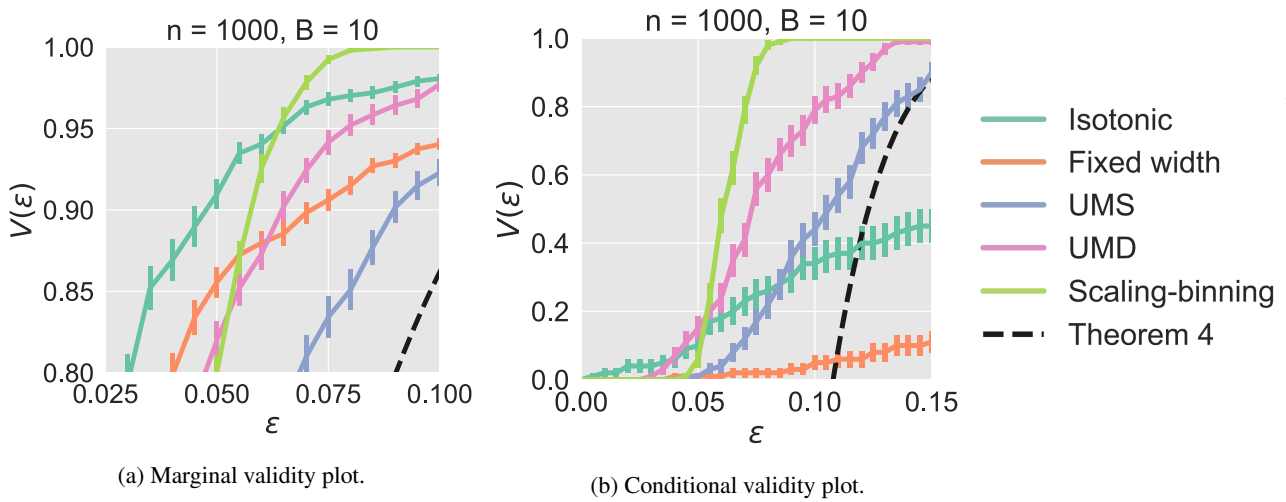 n = 1000, B = 10
1.00
0.95
0.90
0.85
0.80
V(ε)
0.025
0.050
0.075
0.100
ε
(a) Marginal validity plot.
n = 1000, B = 10
1.0
0.8
0.6
0.4
0.2
0.0
V(ε)
0.00
0.05
0.10
0.15
ε
(b) Conditional validity plot.
Isotonic
Fixed width
UMS
UMD
Scaling-binning
Theorem 4